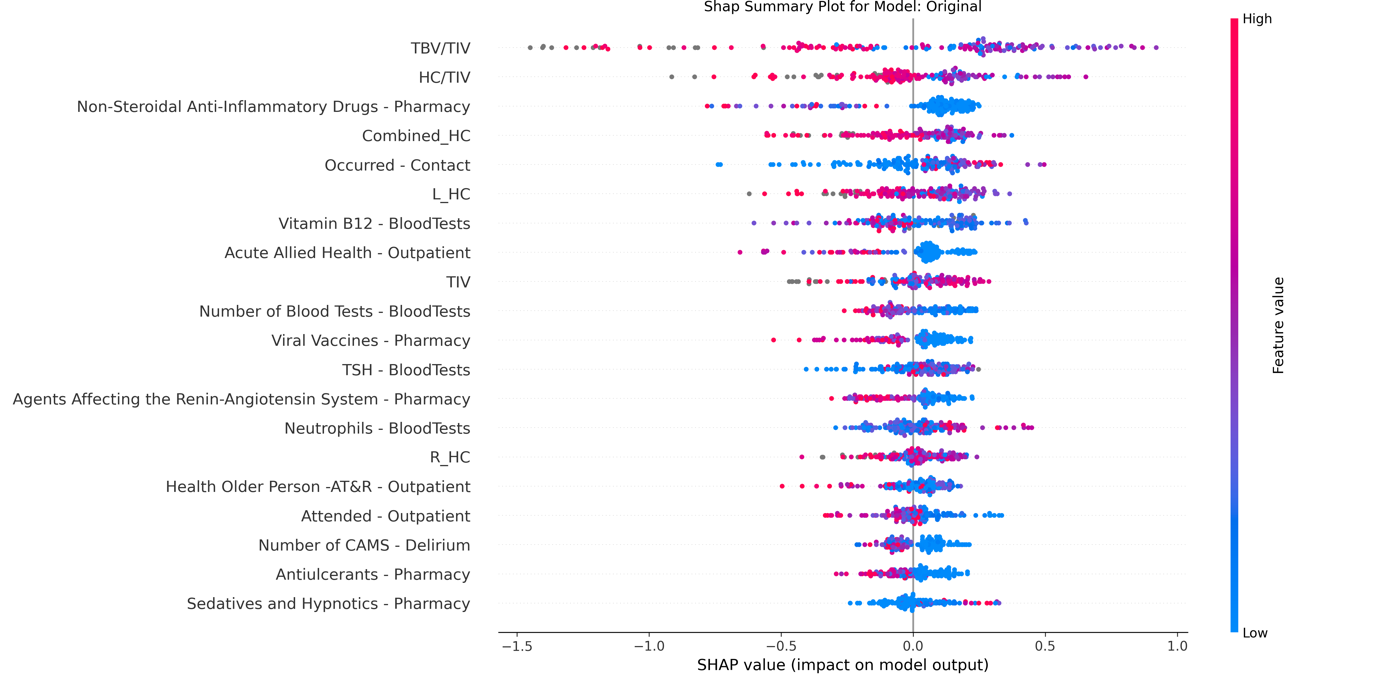 Shap Summary Plot for Model: Original
TBV/TIV
HC/TIV
Non-Steroidal Anti-Inflammatory Drugs - Pharmacy
Combined_HC
Occurred - Contact
L_HC
Vitamin B12 - BloodTests
Acute Allied Health - Outpatient
TIV
Number of Blood Tests - BloodTests
Viral Vaccines - Pharmacy
TSH - BloodTests
Agents Affecting the Renin-Angiotensin System - Pharmacy
Neutrophils - BloodTests
R_HC
Health Older Person -AT&R - Outpatient
Attended - Outpatient
Number of CAMS - Delirium
Antiulcerants - Pharmacy
Sedatives and Hypnotics - Pharmacy
−1.5 −1.0 −0.5 0.0 0.5 1.0
SHAP value (impact on model output)
High
Feature value
Low